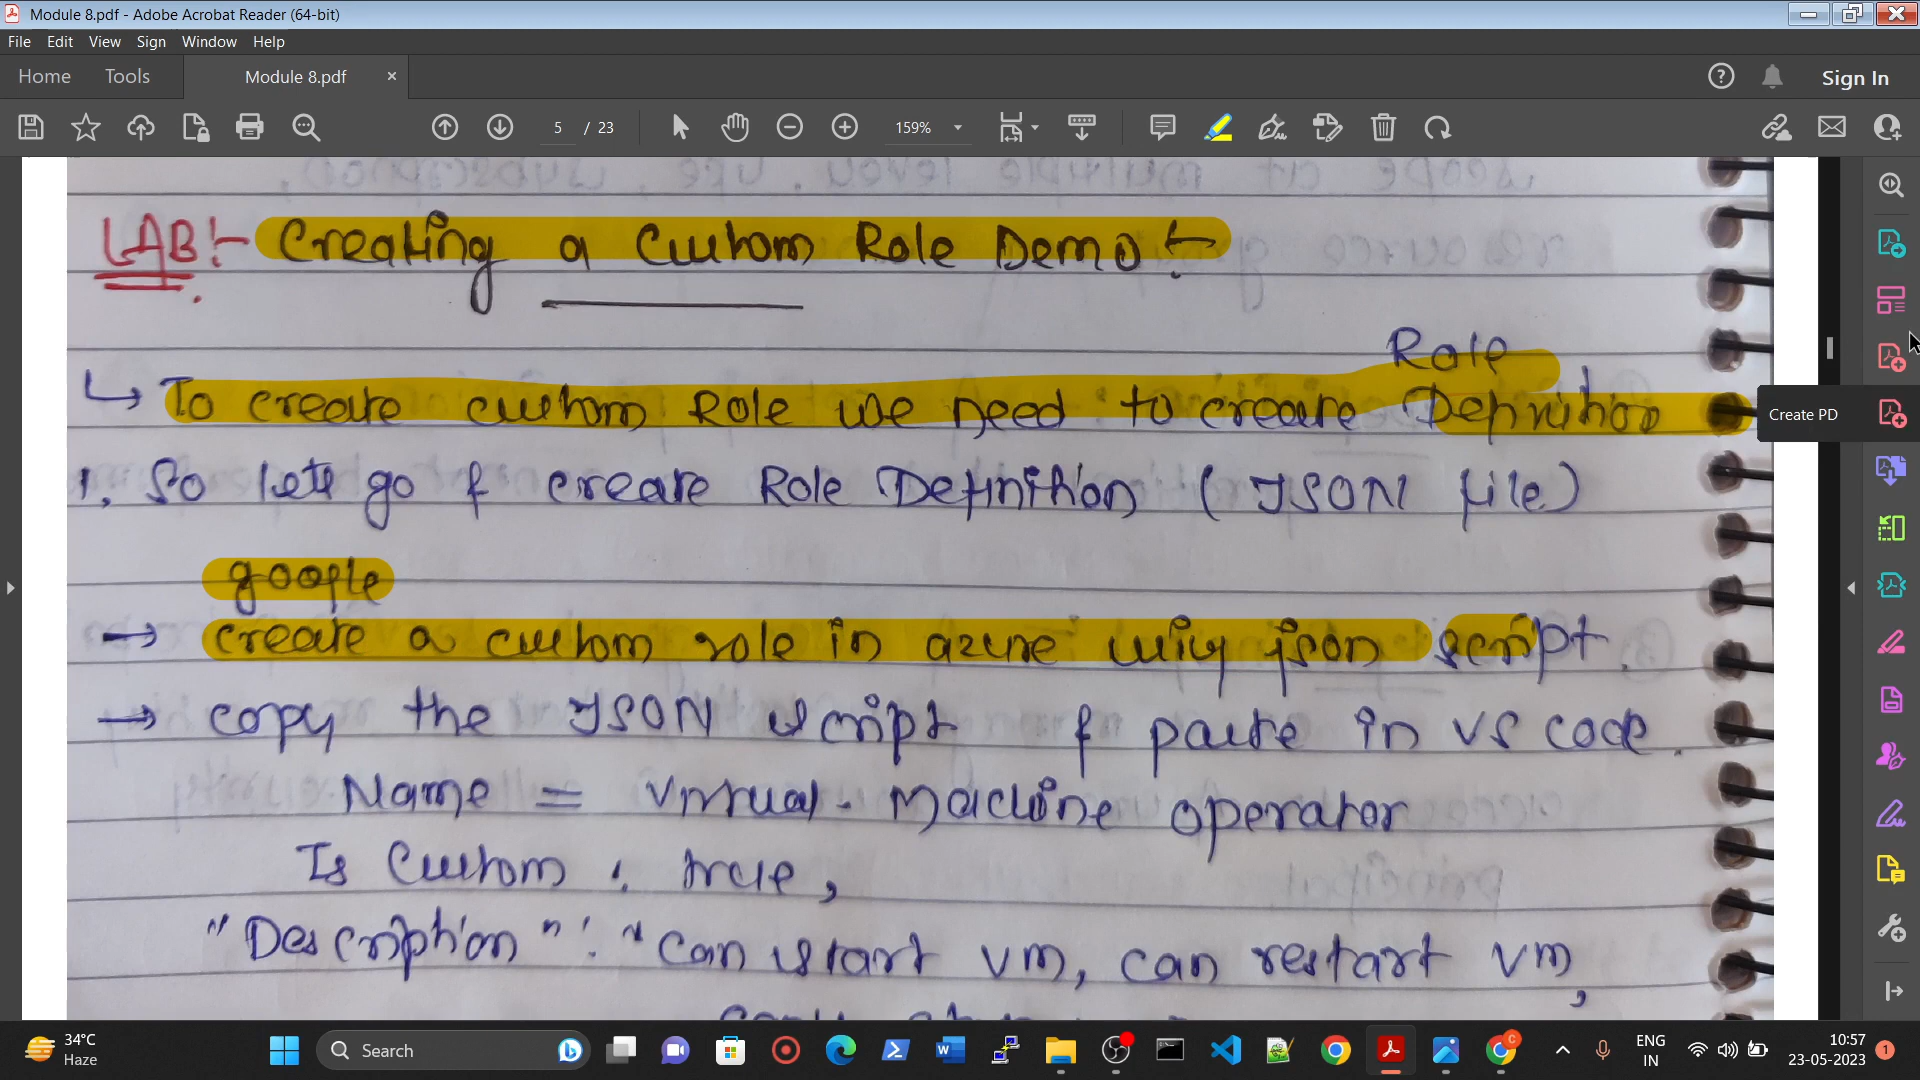 Module 8.pdf - Adobe Acrobat Reader (64-bit)
File Edit View Sign Window Help
Home Tools Module 8.pdf × Sign In
5 / 23 159%
LAB:- Creating a Custom Role Demo :-
Role
↳ To create custom Role we need to create Definition
1. So lets go & create Role Definition (JSON file)
google
→ create a custom role in azure using json script.
→ copy the JSON script & paste in VS code.
Name = Virtual Machine operator
Is Custom : true,
"Description" : "can start vm, can restart vm,
Create PD
34°C
Haze
Search
ENG
IN
10:57
23-05-2023
1